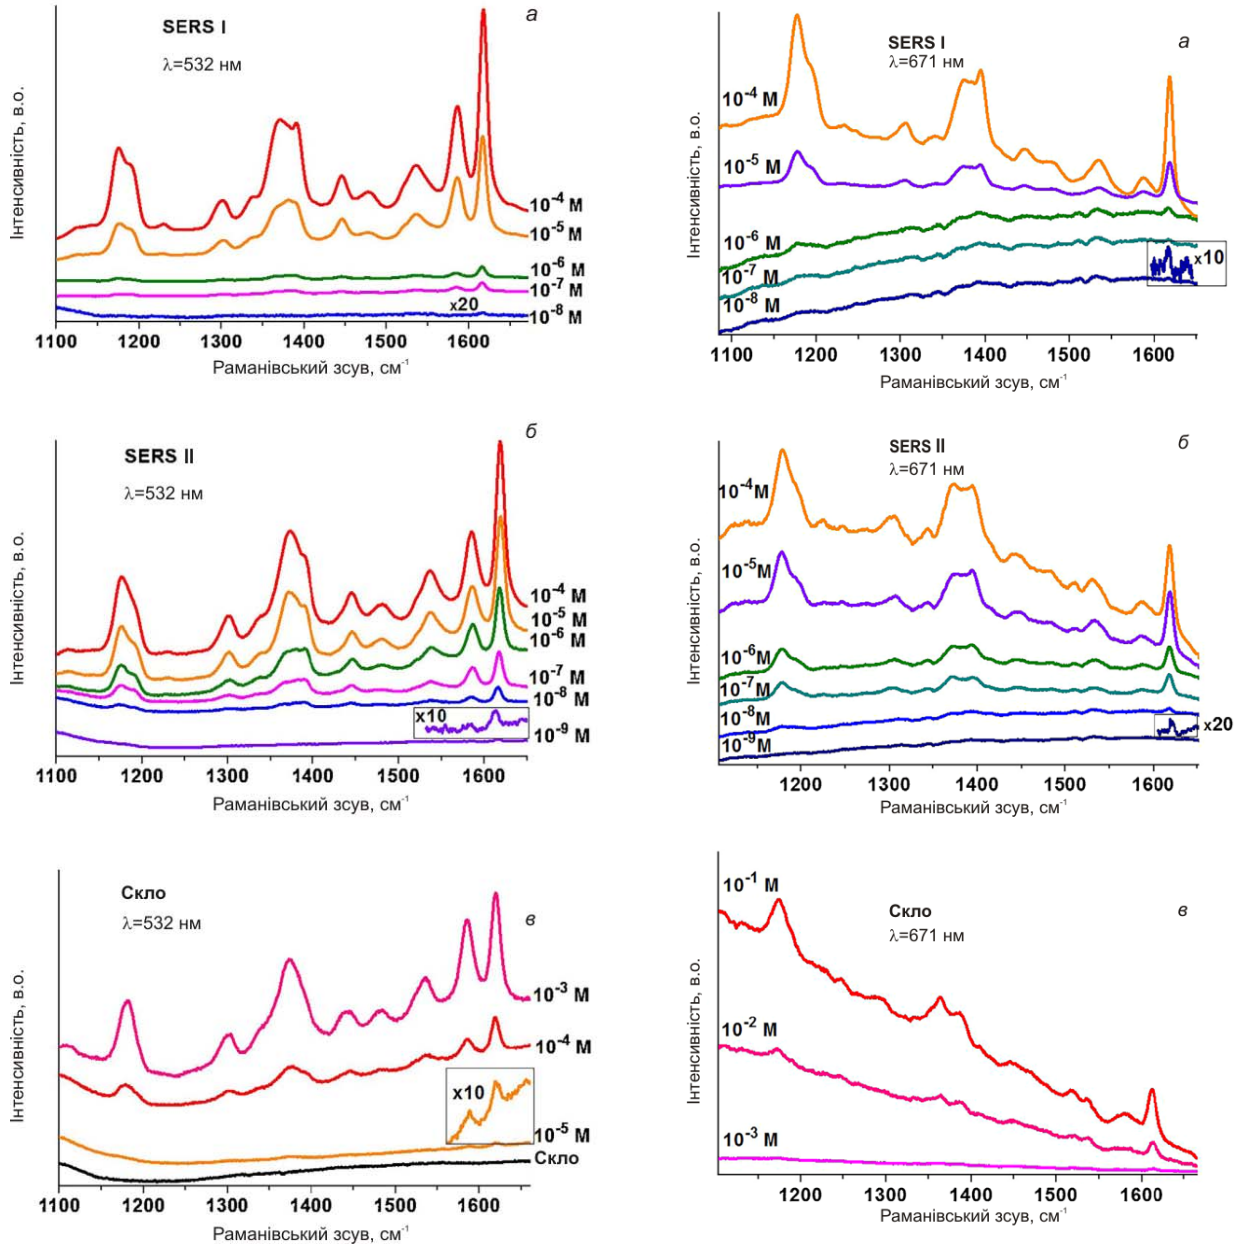 SERS I
а
λ=532 нм
Інтенсивність, в.о.
10⁻⁴ M
10⁻⁵ M
10⁻⁶ M
10⁻⁷ M
x20
10⁻⁸ M
1100 1200 1300 1400 1500 1600
Раманівський зсув, см⁻¹
SERS I
а
λ=671 нм
Інтенсивність, в.о.
10⁻⁴ M
10⁻⁵ M
10⁻⁶ M
10⁻⁷ M
x10
10⁻⁸ M
1100 1200 1300 1400 1500 1600
Раманівський зсув, см⁻¹
SERS II
б
λ=532 нм
Інтенсивність, в.о.
10⁻⁴ M
10⁻⁵ M
10⁻⁶ M
10⁻⁷ M
10⁻⁸ M
x10
10⁻⁹ M
1100 1200 1300 1400 1500 1600
Раманівський зсув, см⁻¹
SERS II
б
λ=671 нм
Інтенсивність, в.о.
10⁻⁴ M
10⁻⁵ M
10⁻⁶ M
10⁻⁷ M
10⁻⁸ M
x20
10⁻⁹ M
1200 1300 1400 1500 1600
Раманівський зсув, см⁻¹
Скло
в
λ=532 нм
Інтенсивність, в.о.
10⁻³ M
10⁻⁴ M
x10
10⁻⁵ M
Скло
1100 1200 1300 1400 1500 1600
Раманівський зсув, см⁻¹
10⁻¹ M
Скло
в
λ=671 нм
Інтенсивність, в.о.
10⁻² M
10⁻³ M
1200 1300 1400 1500 1600
Раманівський зсув, см⁻¹